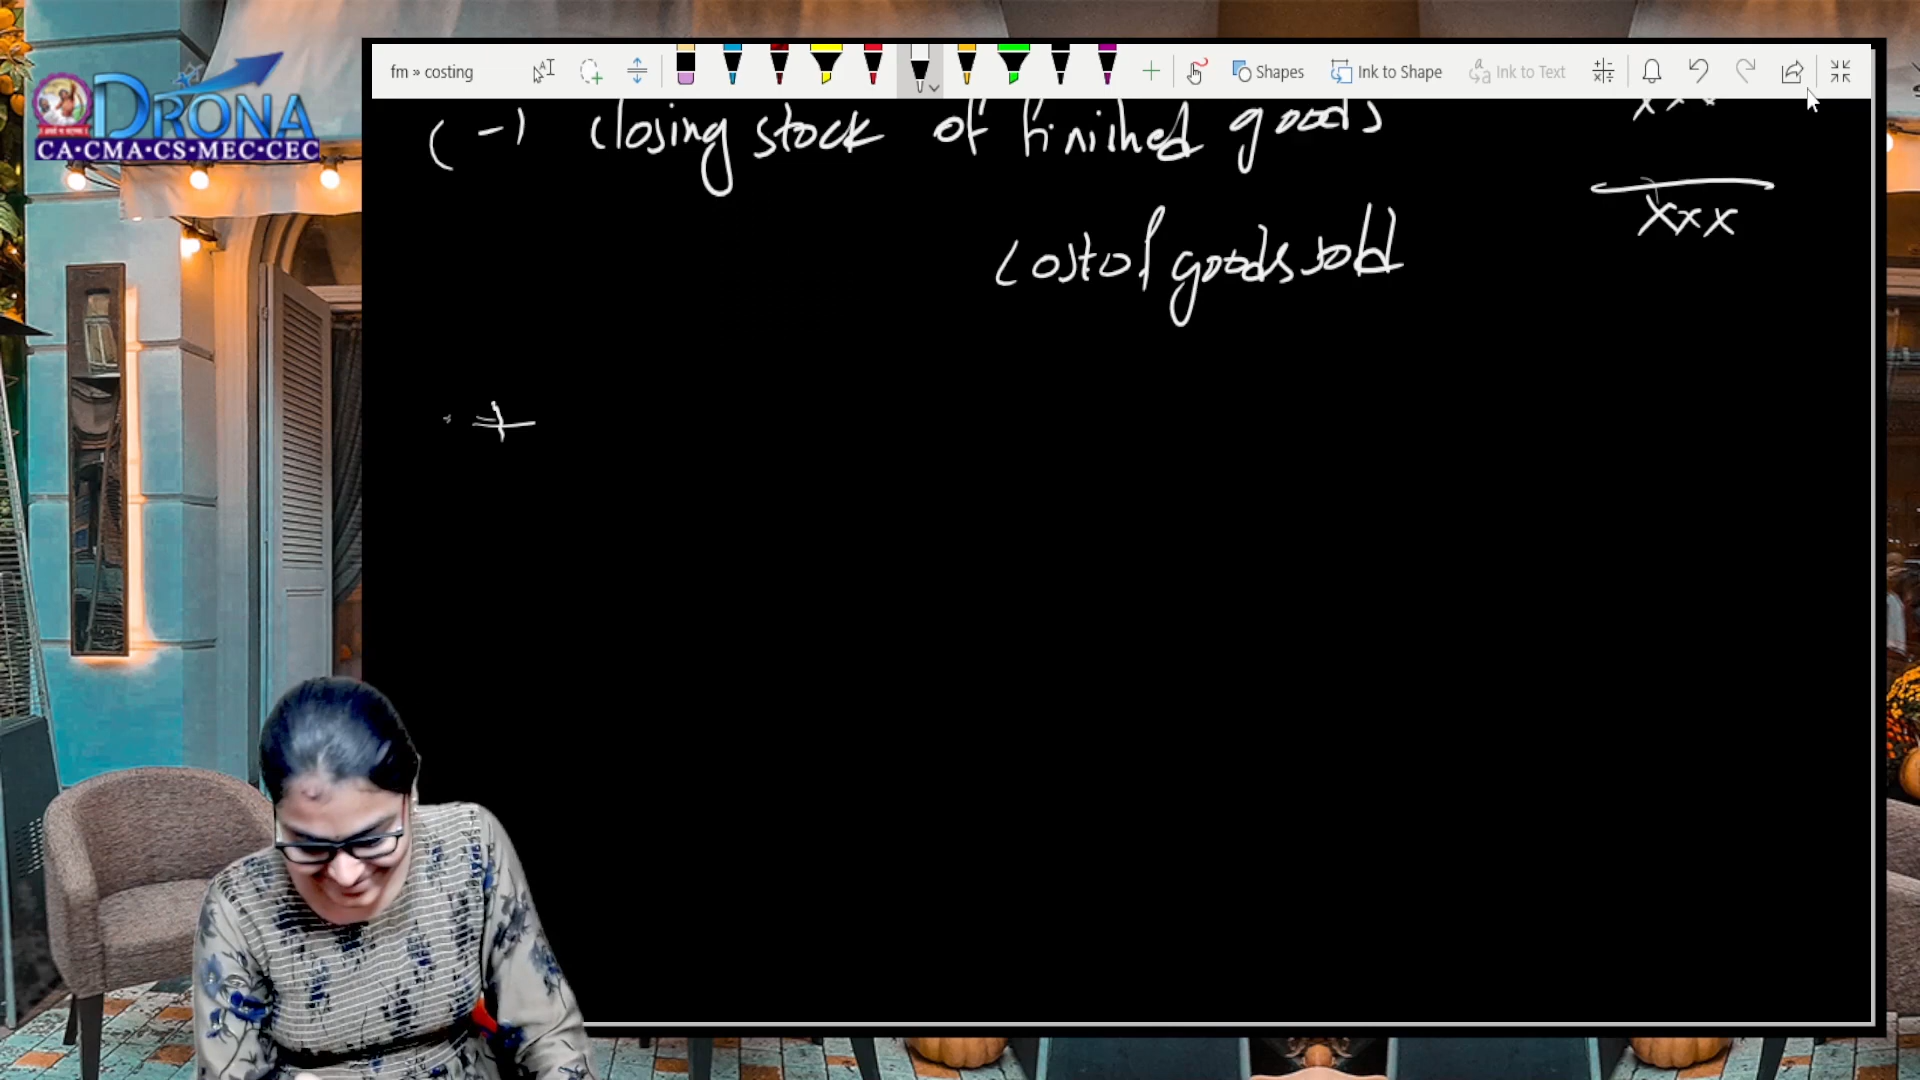 DRONA
CA•CMA•CS•MEC•CEC
fm » costing
Shapes
Ink to Shape
Ink to Text
xxx
(-) closing stock of finished goods
xxx
cost of goods sold
+